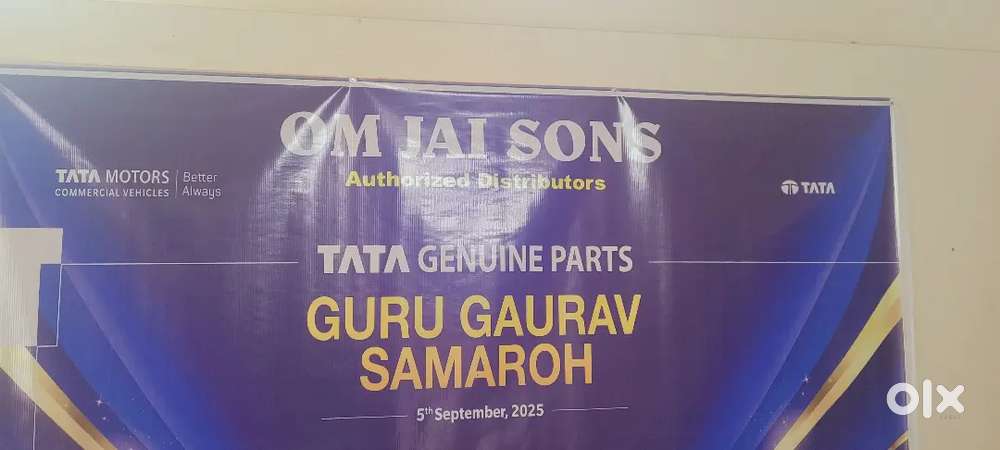 OM JAI SONS
Authorized Distributors
TATA MOTORS
COMMERCIAL VEHICLES
Better
Always
TATA
TATA GENUINE PARTS
GURU GAURAV
SAMAROH
5th September, 2025
olx